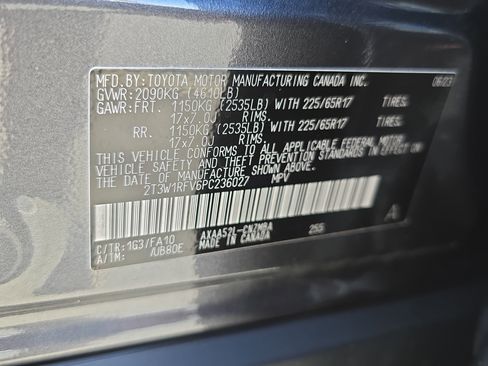 MFD.BY:TOYOTA MOTOR MANUFACTURING CANADA INC. 06/23
GVWR:2090KG (4610LB)
GAWR:FRT. 1150KG (2535LB) WITH 225/65R17 TIRES,
17x7.0J RIMS.
RR. 1150KG (2535LB) WITH 225/65R17 TIRES,
17x7.0J RIMS.
THIS VEHICLE CONFORMS TO ALL APPLICABLE FEDERAL MOTOR
VEHICLE SAFETY AND THEFT PREVENTION STANDARDS IN EFFECT ON
THE DATE OF MANUFACTURE SHOWN ABOVE.
2T3W1RFV6PC236027 MPV
C/TR:1G3/FA10 AXAA52L-CNZMBA 255 A
A/TM: /UB80E MADE IN CANADA